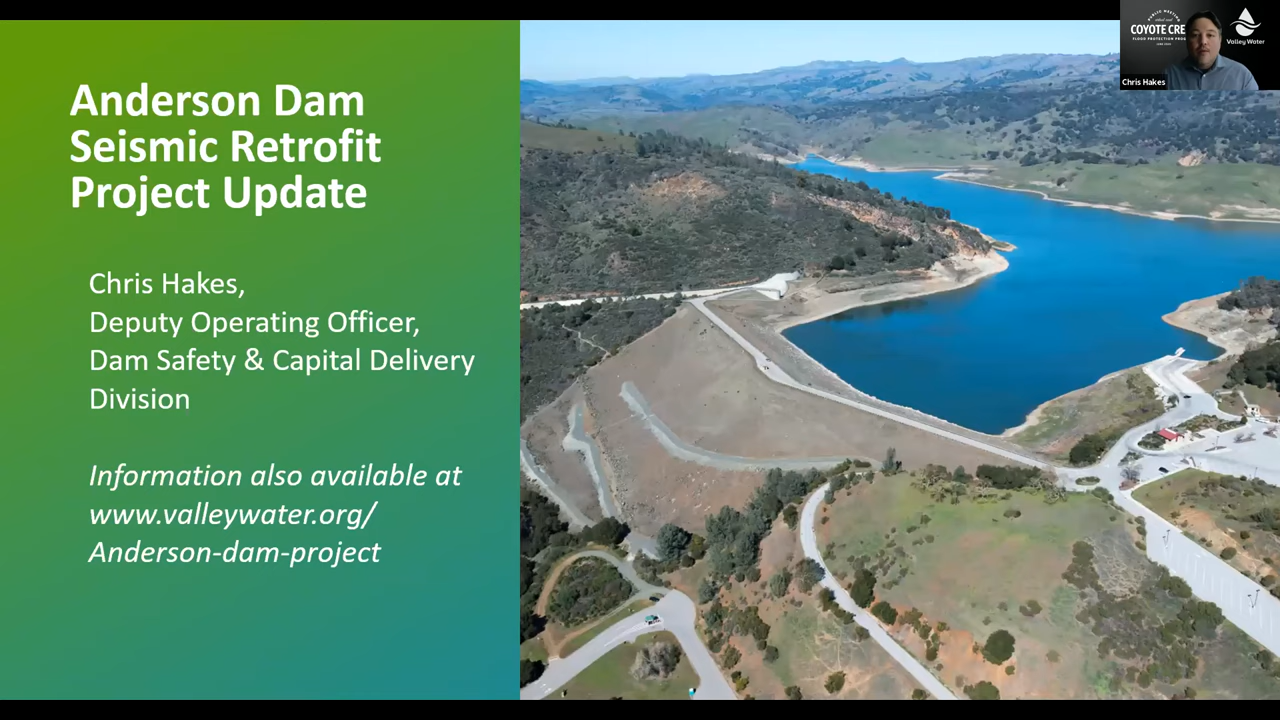 Anderson Dam
Seismic Retrofit
Project Update
Chris Hakes,
Deputy Operating Officer,
Dam Safety & Capital Delivery
Division
Information also available at
www.valleywater.org/
Anderson-dam-project
COYOTE CRE
Valley Water
Chris Hakes